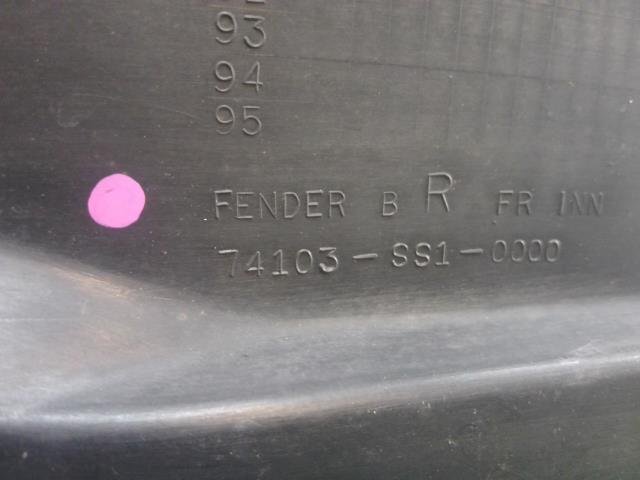 93
94
95
FENDER B R FR INN
74103-SS1-0000